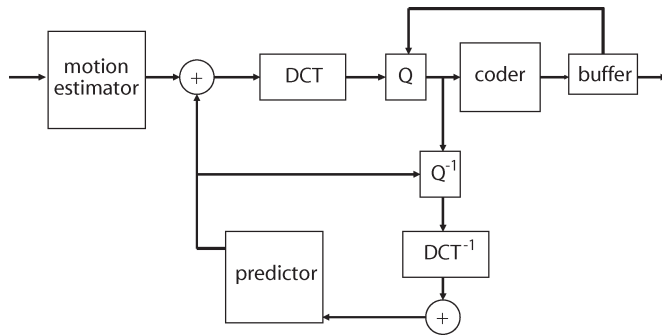 motion
estimator
+
DCT
Q
coder
buffer
Q⁻¹
DCT⁻¹
predictor
+